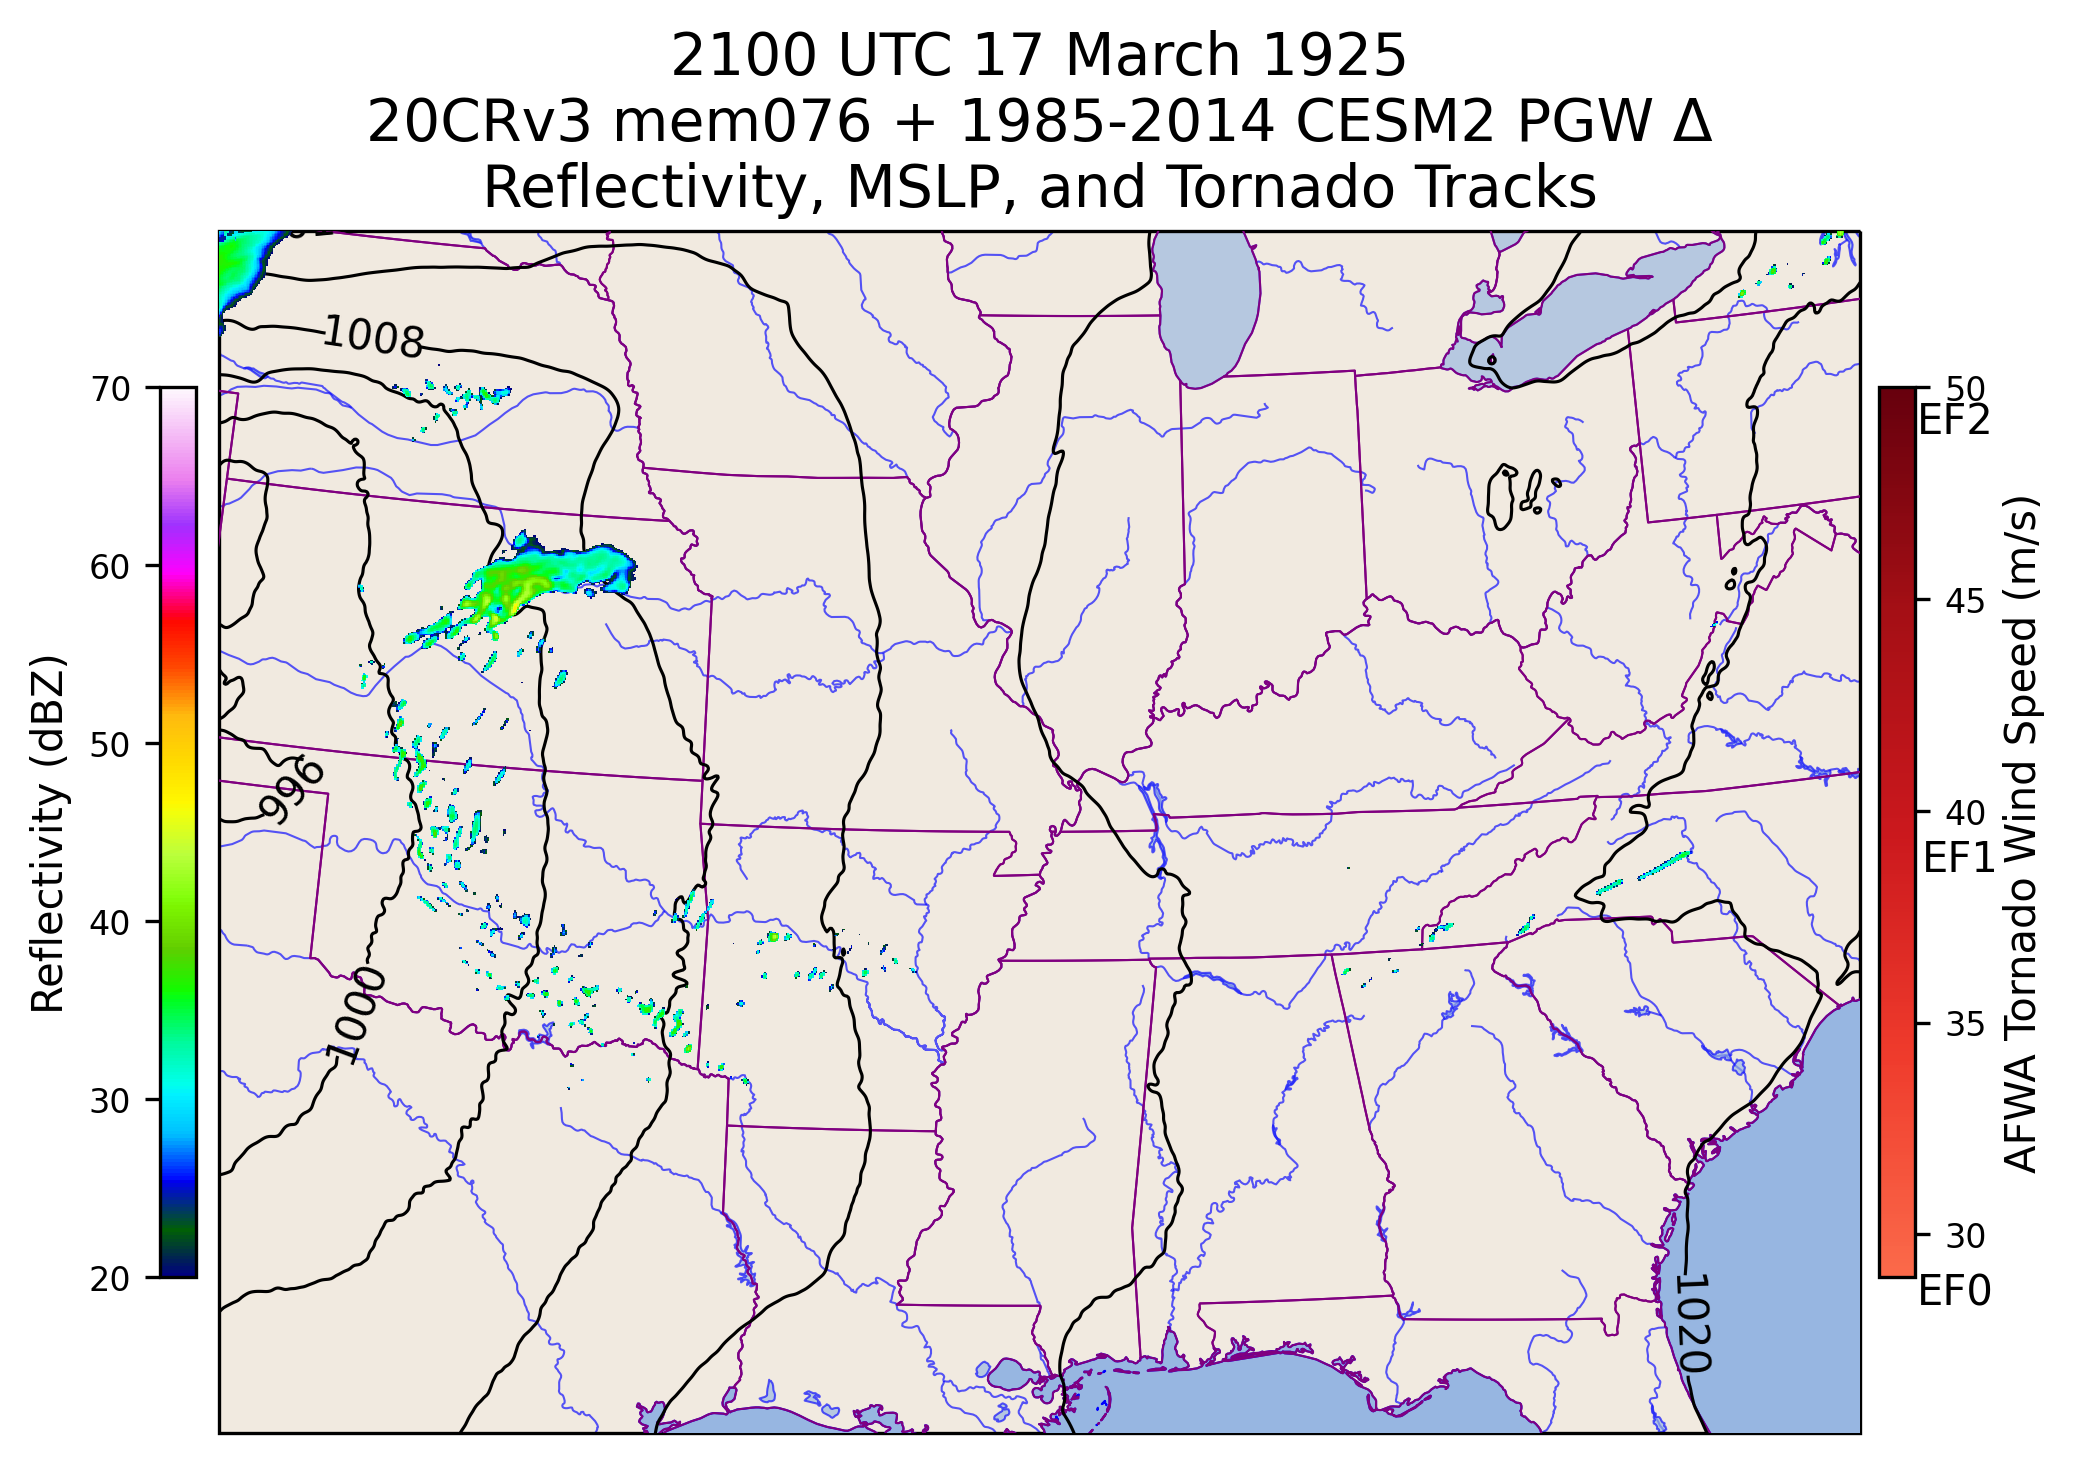 2100 UTC 17 March 1925
20CRv3 mem076 + 1985-2014 CESM2 PGW Δ
Reflectivity, MSLP, and Tornado Tracks
1008
996
1000
1020
70
60
50
40
30
20
Reflectivity (dBZ)
50
EF2
45
40
EF1
35
30
EF0
AFWA Tornado Wind Speed (m/s)